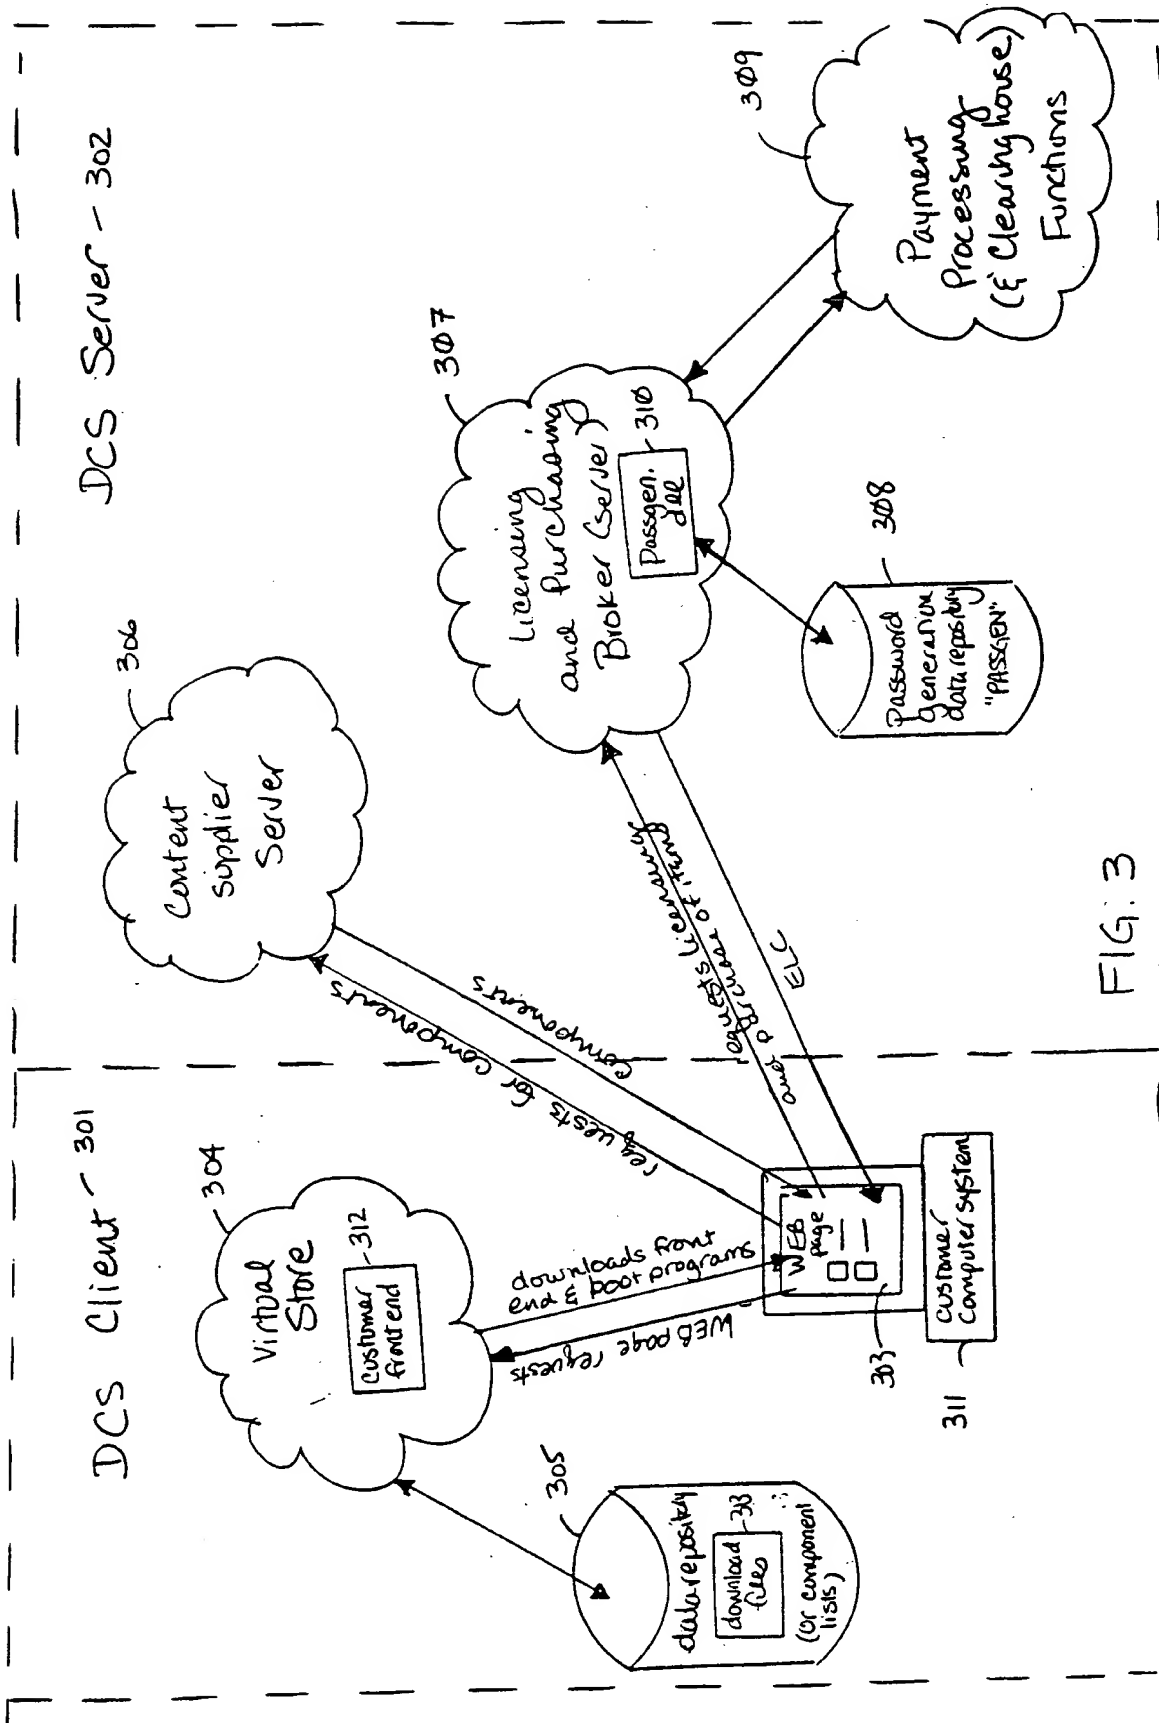 DCS Client - 301
DCS Server - 302
304
Virtual
Store
312
customer
frontend
306
Content
supplier
Server
307
Licensing
and Purchasing
Broker (server)
310
Passgen.
dll
309
Payment
Processing
(& Clearinghouse)
Functions
305
data repository
313
download
files
(or component
lists)
downloads front
end & boot programs
WEB page requests
requests for components
components
requests licensing
and purchase of items
ELC
308
Password
generation
data repository
"PASSGEN"
WEB
page
303
311
customer
computer system
FIG. 3